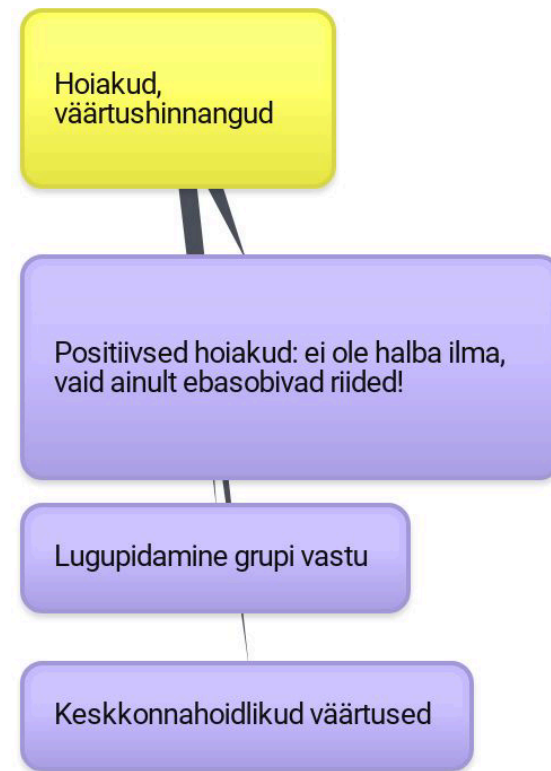 Hoiakud,
väärtushinnangud
Positiivsed hoiakud: ei ole halba ilma,
vaid ainult ebasobivad riided!
Lugupidamine grupi vastu
Keskkonnahoidlikud väärtused